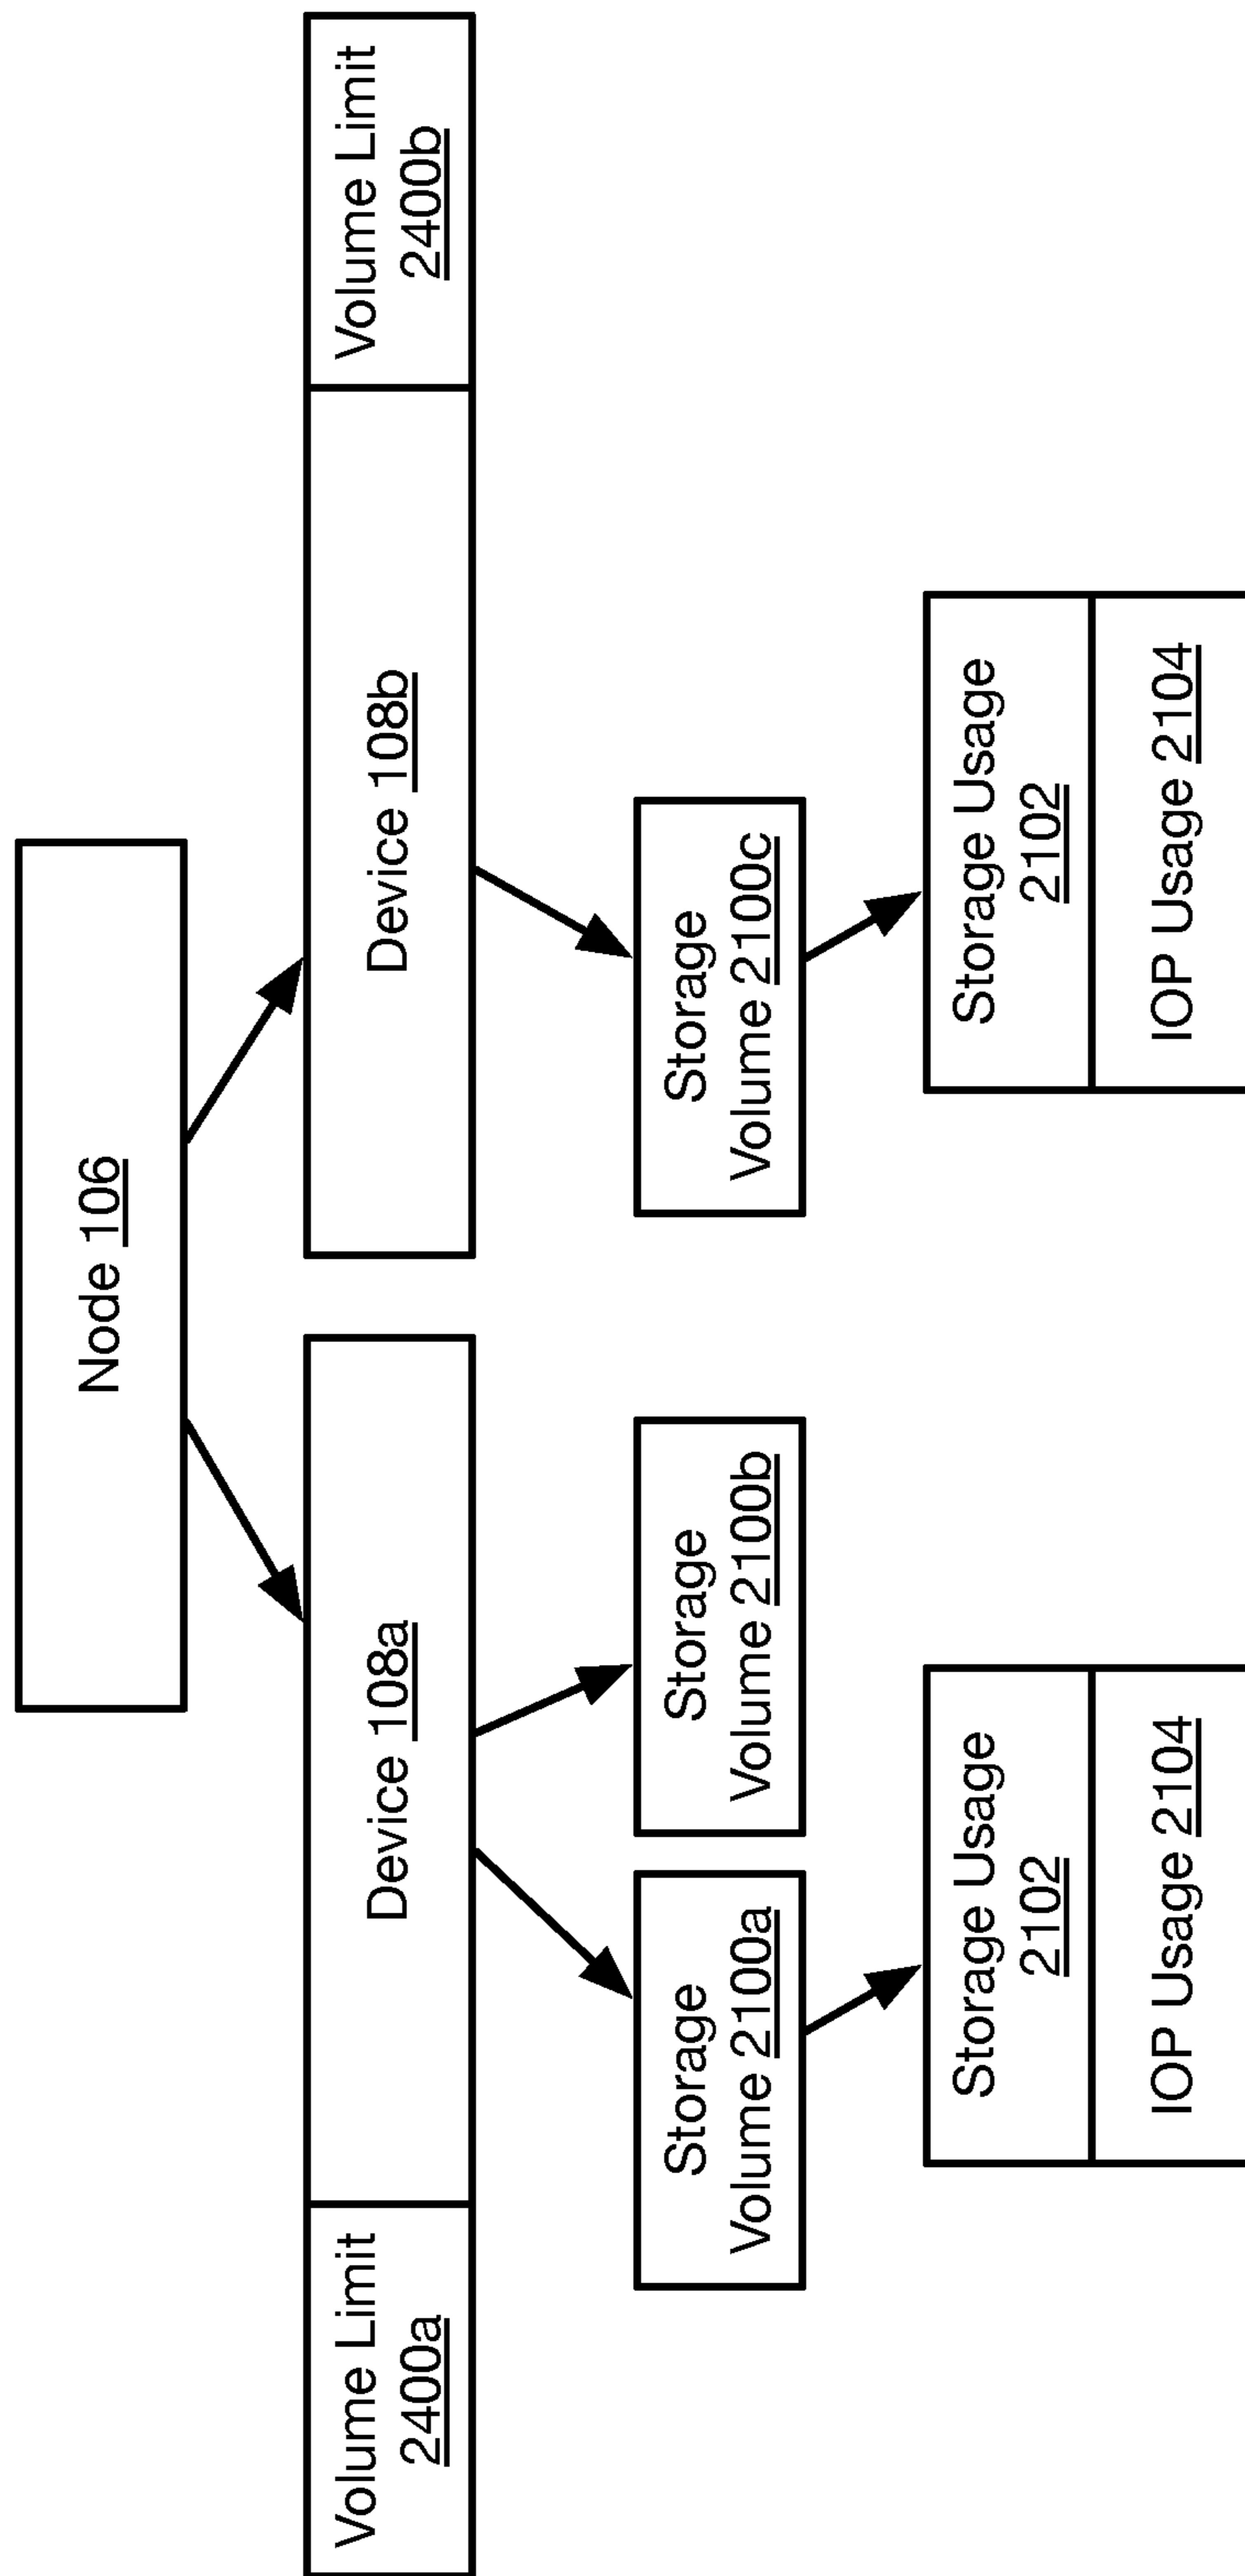 Node 106
Volume Limit
2400a
Device 108a
Device 108b
Volume Limit
2400b
Storage
Volume 2100a
Storage
Volume 2100b
Storage
Volume 2100c
Storage Usage
2102
IOP Usage 2104
Storage Usage
2102
IOP Usage 2104